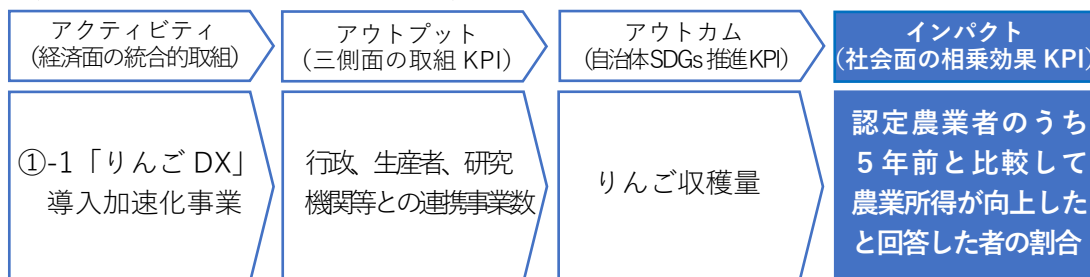 アクティビティ
(経済面の統合的取組)
アウトプット
(三側面の取組 KPI)
アウトカム
(自治体SDGs 推進KPI)
インパクト
(社会面の相乗効果 KPI)
①-1「りんご DX」
導入加速化事業
行政、生産者、研究
機関等との連携事業数
りんご収穫量
認定農業者のうち
5年前と比較して
農業所得が向上した
と回答した者の割合